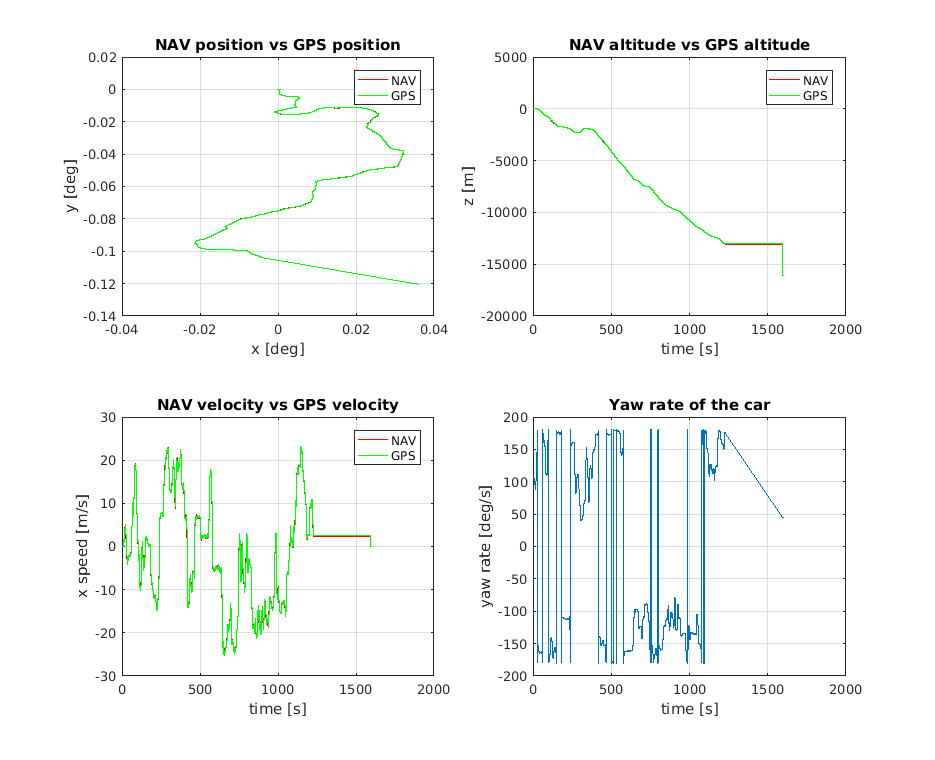 NAV position vs GPS position
0.02
0
-0.02
-0.04
-0.06
-0.08
-0.1
-0.12
-0.14
y [deg]
NAV
GPS
-0.04 -0.02 0 0.02 0.04
x [deg]
NAV altitude vs GPS altitude
5000
0
-5000
-10000
-15000
-20000
z [m]
NAV
GPS
0 500 1000 1500 2000
time [s]
NAV velocity vs GPS velocity
30
20
10
0
-10
-20
-30
x speed [m/s]
NAV
GPS
0 500 1000 1500 2000
time [s]
Yaw rate of the car
200
150
100
50
0
-50
-100
-150
-200
yaw rate [deg/s]
0 500 1000 1500 2000
time [s]